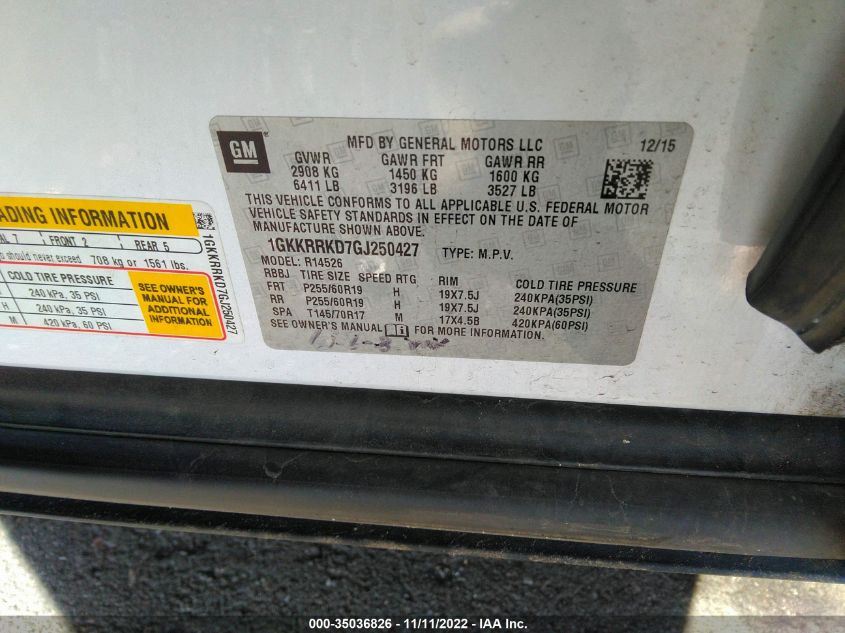 GM
MFD BY GENERAL MOTORS LLC 12/15
GVWR GAWR FRT GAWR RR
2908 KG 1450 KG 1600 KG
6411 LB 3196 LB 3527 LB
THIS VEHICLE CONFORMS TO ALL APPLICABLE U.S. FEDERAL MOTOR
VEHICLE SAFETY STANDARDS IN EFFECT ON THE DATE OF
MANUFACTURE SHOWN ABOVE.
1GKKRRKD7GJ250427 TYPE: M.P.V.
MODEL: R14526
RBBJ TIRE SIZE SPEED RTG RIM COLD TIRE PRESSURE
FRT P255/60R19 H 19X7.5J 240KPA(35PSI)
RR P255/60R19 H 19X7.5J 240KPA(35PSI)
SPA T145/70R17 M 17X4.5B 420KPA(60PSI)
SEE OWNER'S MANUAL FOR MORE INFORMATION.
ADING INFORMATION
AL 7 FRONT 2 REAR 5
should never exceed 708 kg or 1561 lbs.
COLD TIRE PRESSURE
240 kPa, 35 PSI
H 240 kPa, 35 PSI
M 420 kPa, 60 PSI
SEE OWNER'S
MANUAL FOR
ADDITIONAL
INFORMATION
1GKKRRKD7GJ250427
000-35036826 - 11/11/2022 - IAA Inc.